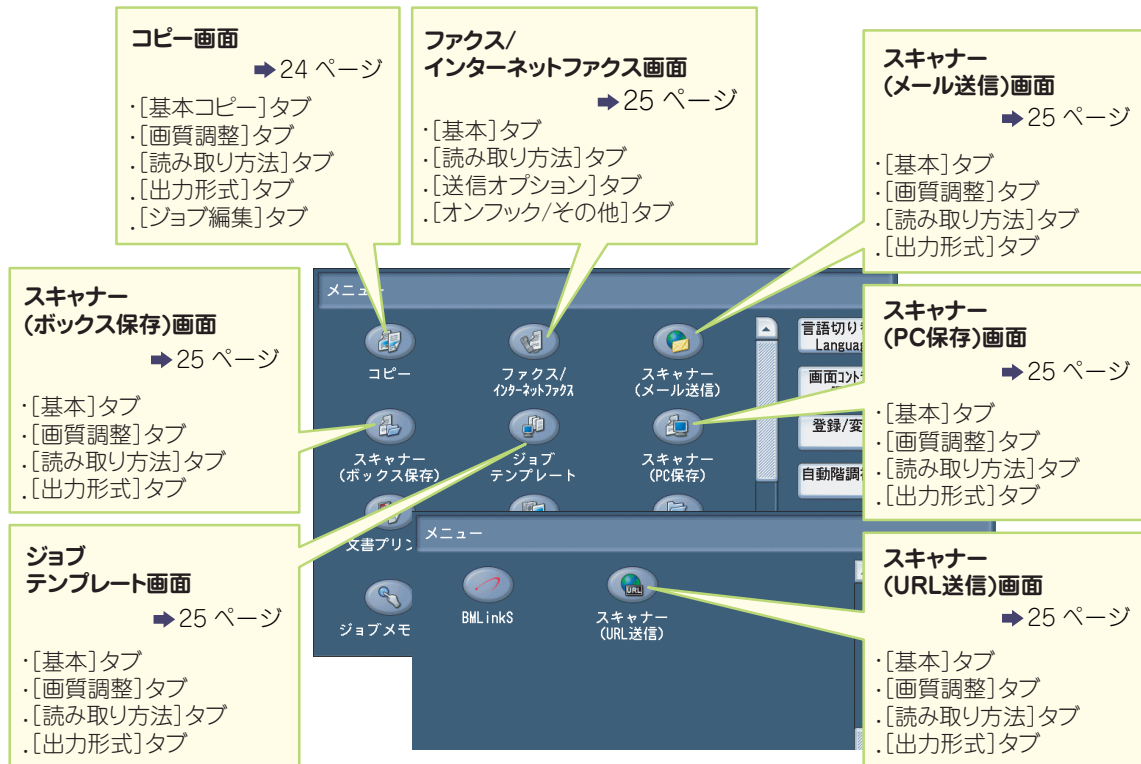 コピー画面
➡24 ページ
・[基本コピー]タブ
・[画質調整]タブ
・[読み取り方法]タブ
・[出力形式]タブ
・[ジョブ編集]タブ
ファクス/
インターネットファクス画面
➡25 ページ
・[基本]タブ
・[読み取り方法]タブ
・[送信オプション]タブ
・[オンフック/その他]タブ
スキャナー
(メール送信)画面
➡25 ページ
・[基本]タブ
・[画質調整]タブ
・[読み取り方法]タブ
・[出力形式]タブ
スキャナー
(ボックス保存)画面
➡25 ページ
・[基本]タブ
・[画質調整]タブ
・[読み取り方法]タブ
・[出力形式]タブ
メニュー
コピー
ファクス/
インターネットファクス
スキャナー
(メール送信)
言語切り
Langua
画面コント
スキャナー
(ボックス保存)
ジョブ
テンプレート
スキャナー
(PC保存)
登録/変
自動階調
文書プリン
ジョブメモ
スキャナー
(PC保存)画面
➡25 ページ
・[基本]タブ
・[画質調整]タブ
・[読み取り方法]タブ
・[出力形式]タブ
ジョブ
テンプレート画面
➡25 ページ
・[基本]タブ
・[画質調整]タブ
・[読み取り方法]タブ
・[出力形式]タブ
メニュー
BMLinkS
スキャナー
(URL送信)
URL
スキャナー
(URL送信)画面
➡25 ページ
・[基本]タブ
・[画質調整]タブ
・[読み取り方法]タブ
・[出力形式]タブ